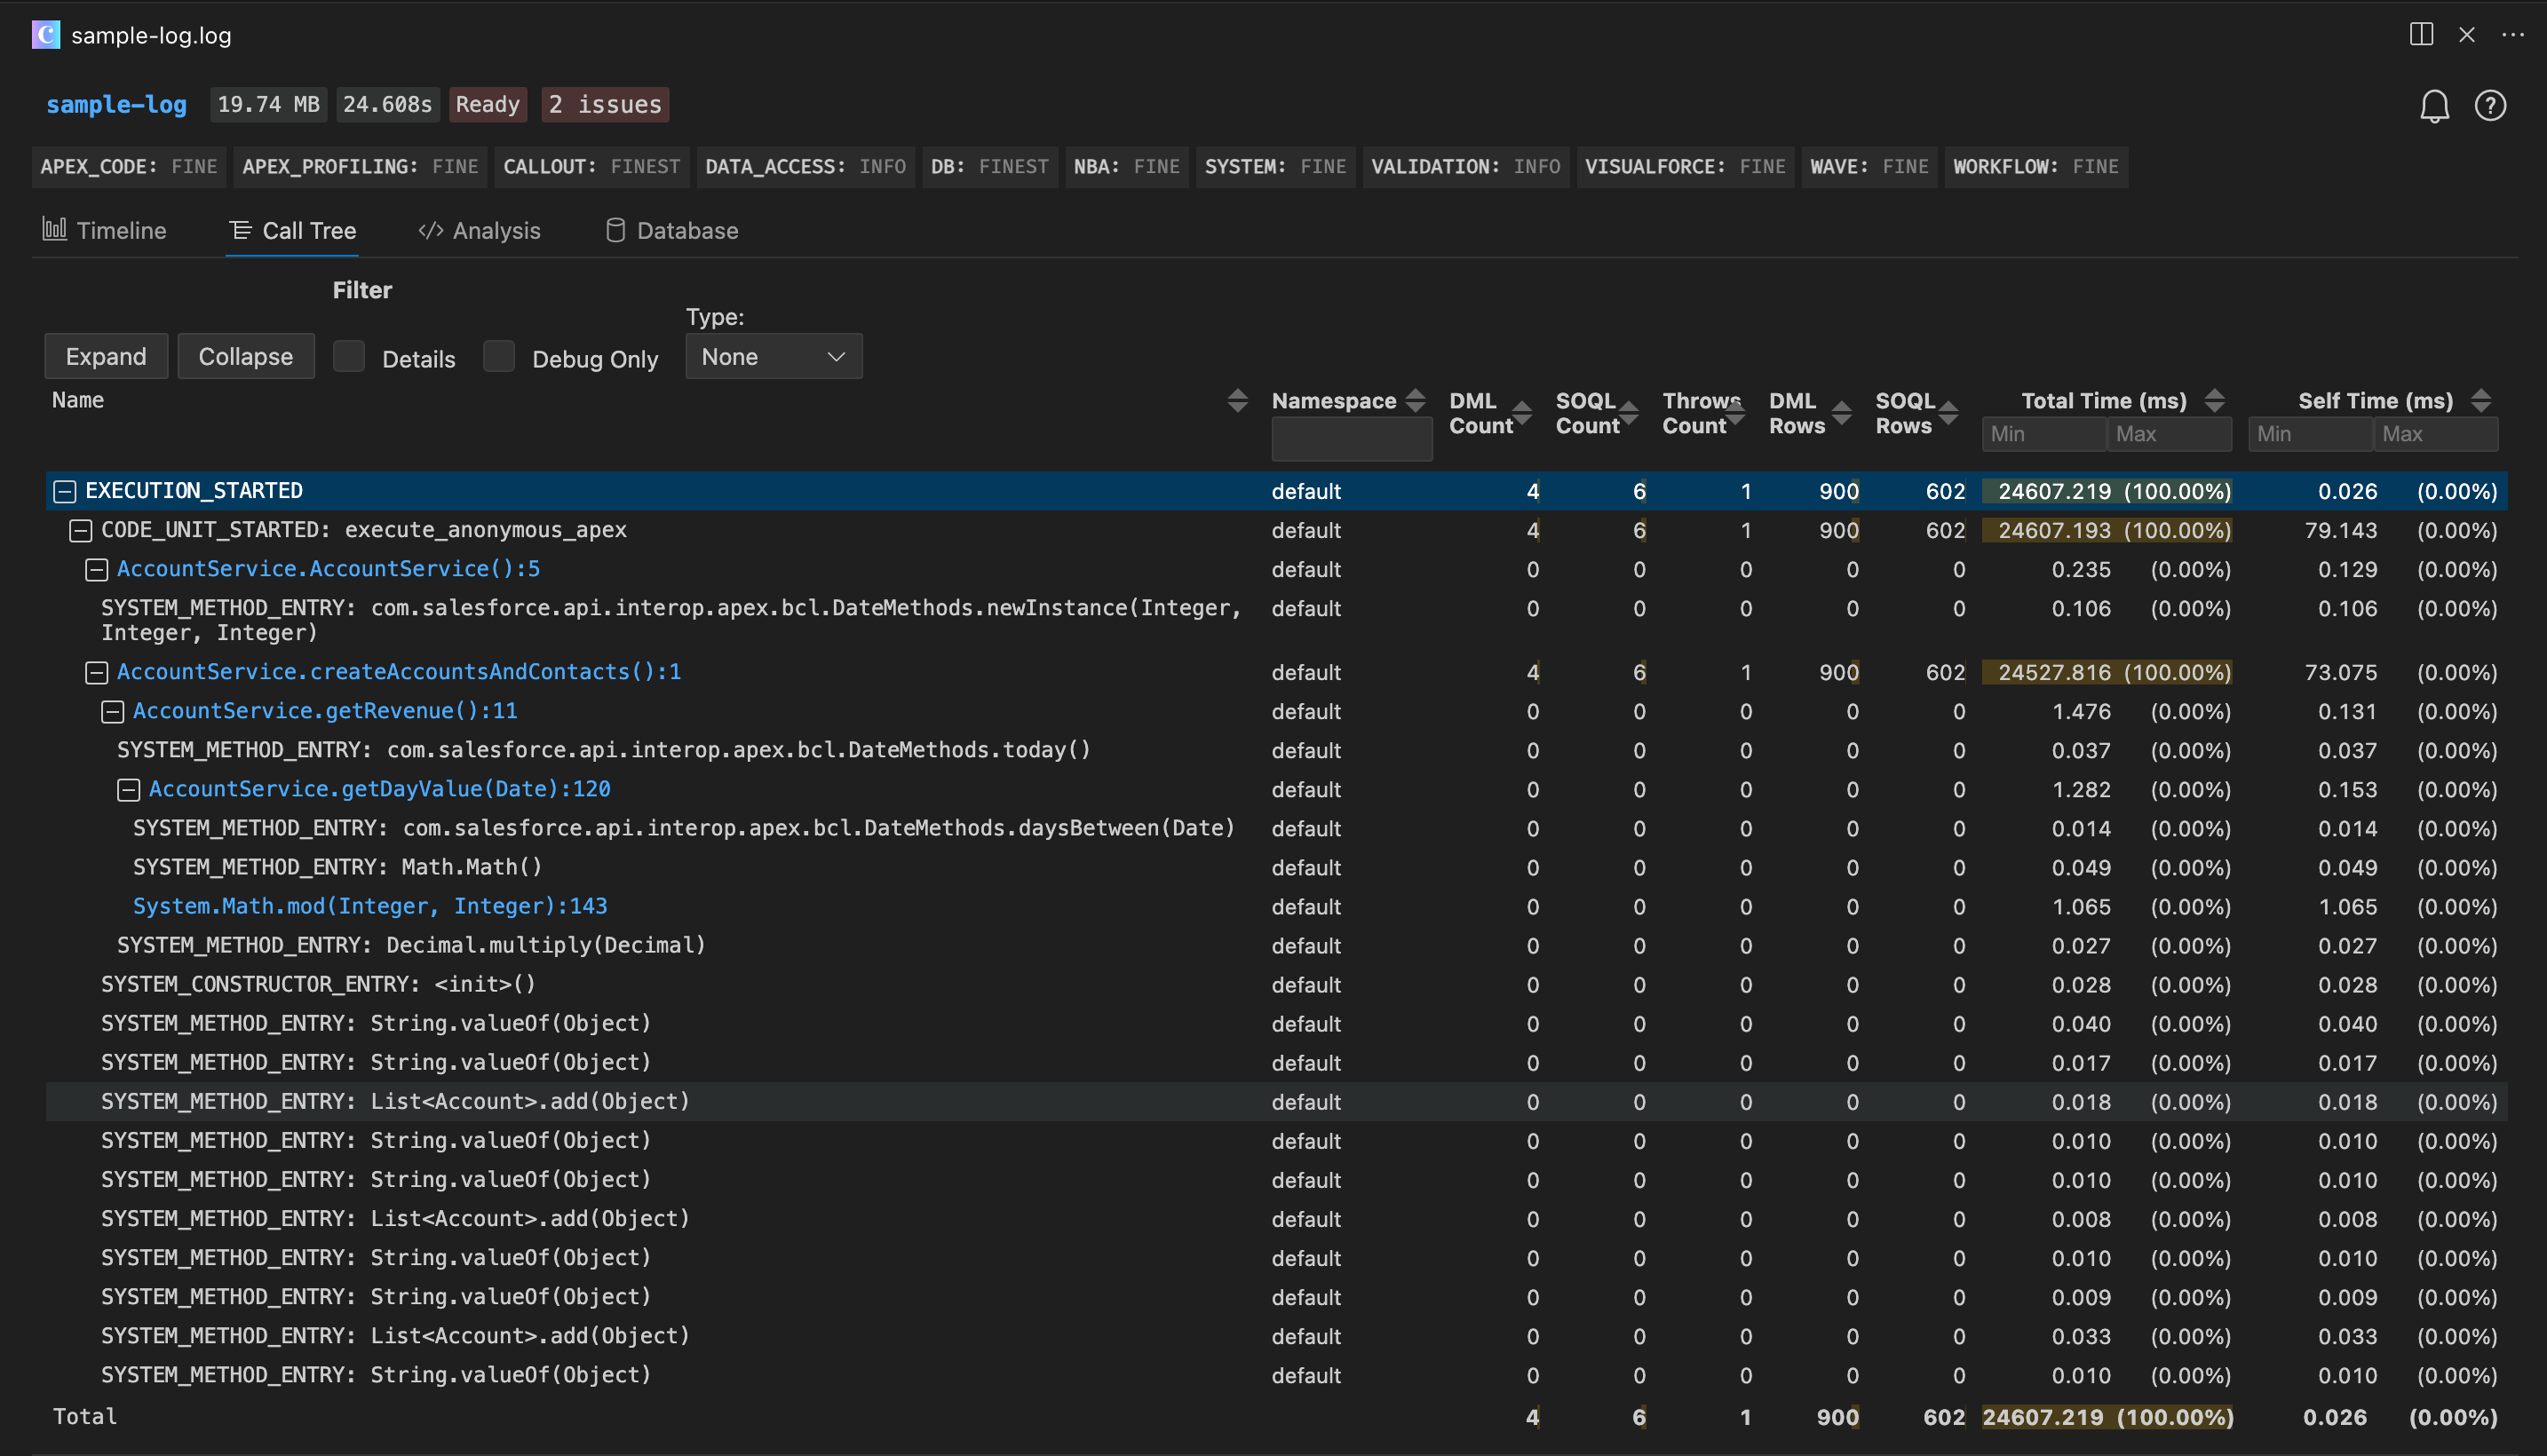 sample-log.log
sample-log 19.74 MB 24.608s Ready 2 issues
APEX_CODE: FINE APEX_PROFILING: FINE CALLOUT: FINEST DATA_ACCESS: INFO DB: FINEST NBA: FINE SYSTEM: FINE VALIDATION: INFO VISUALFORCE: FINE WAVE: FINE WORKFLOW: FINE
Timeline Call Tree Analysis Database
Filter
Type:
Expand Collapse Details Debug Only None
Name Namespace DML Count SOQL Count Throws Count DML Rows SOQL Rows Total Time (ms) Self Time (ms)
Min Max Min Max
EXECUTION_STARTED default 4 6 1 900 602 24607.219 (100.00%) 0.026 (0.00%)
CODE_UNIT_STARTED: execute_anonymous_apex default 4 6 1 900 602 24607.193 (100.00%) 79.143 (0.00%)
AccountService.AccountService():5 default 0 0 0 0 0 0.235 (0.00%) 0.129 (0.00%)
SYSTEM_METHOD_ENTRY: com.salesforce.api.interop.apex.bcl.DateMethods.newInstance(Integer, default 0 0 0 0 0 0.106 (0.00%) 0.106 (0.00%)
Integer, Integer)
AccountService.createAccountsAndContacts():1 default 4 6 1 900 602 24527.816 (100.00%) 73.075 (0.00%)
AccountService.getRevenue():11 default 0 0 0 0 0 1.476 (0.00%) 0.131 (0.00%)
SYSTEM_METHOD_ENTRY: com.salesforce.api.interop.apex.bcl.DateMethods.today() default 0 0 0 0 0 0.037 (0.00%) 0.037 (0.00%)
AccountService.getDayValue(Date):120 default 0 0 0 0 0 1.282 (0.00%) 0.153 (0.00%)
SYSTEM_METHOD_ENTRY: com.salesforce.api.interop.apex.bcl.DateMethods.daysBetween(Date) default 0 0 0 0 0 0.014 (0.00%) 0.014 (0.00%)
SYSTEM_METHOD_ENTRY: Math.Math() default 0 0 0 0 0 0.049 (0.00%) 0.049 (0.00%)
System.Math.mod(Integer, Integer):143 default 0 0 0 0 0 1.065 (0.00%) 1.065 (0.00%)
SYSTEM_METHOD_ENTRY: Decimal.multiply(Decimal) default 0 0 0 0 0 0.027 (0.00%) 0.027 (0.00%)
SYSTEM_CONSTRUCTOR_ENTRY: <init>() default 0 0 0 0 0 0.028 (0.00%) 0.028 (0.00%)
SYSTEM_METHOD_ENTRY: String.valueOf(Object) default 0 0 0 0 0 0.040 (0.00%) 0.040 (0.00%)
SYSTEM_METHOD_ENTRY: String.valueOf(Object) default 0 0 0 0 0 0.017 (0.00%) 0.017 (0.00%)
SYSTEM_METHOD_ENTRY: List<Account>.add(Object) default 0 0 0 0 0 0.018 (0.00%) 0.018 (0.00%)
SYSTEM_METHOD_ENTRY: String.valueOf(Object) default 0 0 0 0 0 0.010 (0.00%) 0.010 (0.00%)
SYSTEM_METHOD_ENTRY: String.valueOf(Object) default 0 0 0 0 0 0.010 (0.00%) 0.010 (0.00%)
SYSTEM_METHOD_ENTRY: List<Account>.add(Object) default 0 0 0 0 0 0.008 (0.00%) 0.008 (0.00%)
SYSTEM_METHOD_ENTRY: String.valueOf(Object) default 0 0 0 0 0 0.010 (0.00%) 0.010 (0.00%)
SYSTEM_METHOD_ENTRY: String.valueOf(Object) default 0 0 0 0 0 0.009 (0.00%) 0.009 (0.00%)
SYSTEM_METHOD_ENTRY: List<Account>.add(Object) default 0 0 0 0 0 0.033 (0.00%) 0.033 (0.00%)
SYSTEM_METHOD_ENTRY: String.valueOf(Object) default 0 0 0 0 0 0.010 (0.00%) 0.010 (0.00%)
Total 4 6 1 900 602 24607.219 (100.00%) 0.026 (0.00%)